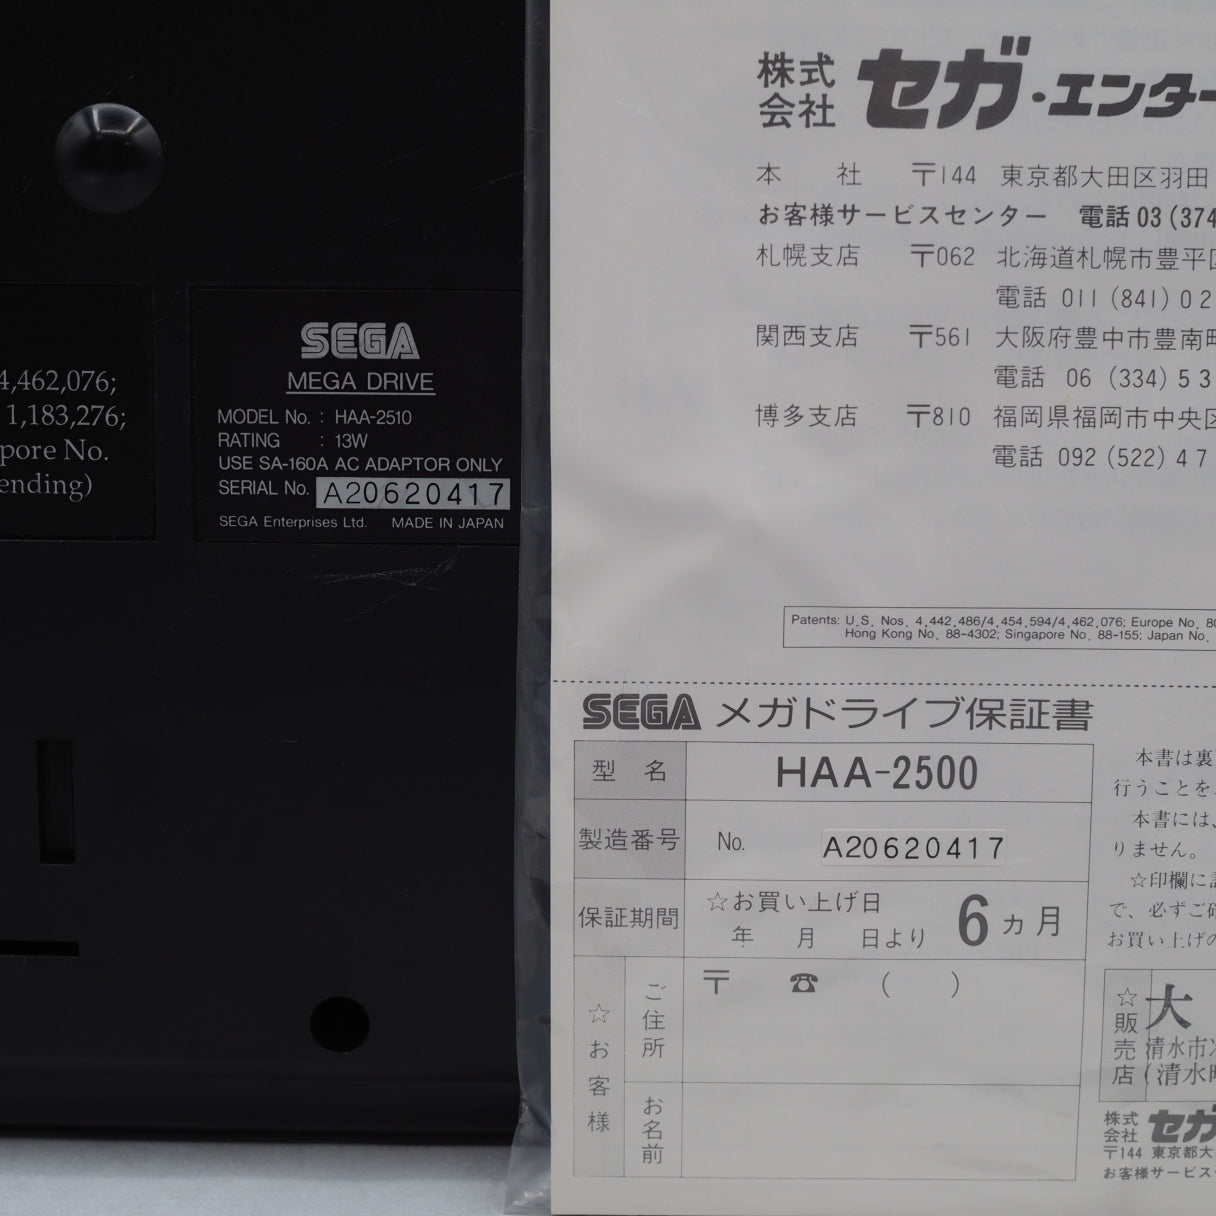 4,462,076;
1,183,276;
pore No.
ending)
SEGA
MEGA DRIVE
MODEL No. : HAA-2510
RATING : 13W
USE SA-160A AC ADAPTOR ONLY
SERIAL No. A20620417
SEGA Enterprises Ltd. MADE IN JAPAN
株式会社 セガ・エンター
本社 〒144 東京都大田区羽田
お客様サービスセンター 電話 03 (374
札幌支店 〒062 北海道札幌市豊平区
電話 011 (841) 02
関西支店 〒561 大阪府豊中市豊南町
電話 06 (334) 53
博多支店 〒810 福岡県福岡市中央区
電話 092 (522) 47
Patents: U.S. Nos. 4,442,486/4,454,594/4,462,076; Europe No. 80
Hong Kong No. 88-4302; Singapore No. 88-155; Japan No.
SEGA メガドライブ保証書
型名 HAA-2500
製造番号 No. A20620417
保証期間 ☆お買い上げ日
年 月 日より 6ヵ月
☆お客様
ご住所 〒 ☎ ( )
お名前
本書は裏
行うことを
本書には、
りません。
☆印欄に
で、必ずご確
お買い上げの
☆販売店
大
清水市
(清水町
株式会社 セガ
〒144 東京都大
お客様サービス